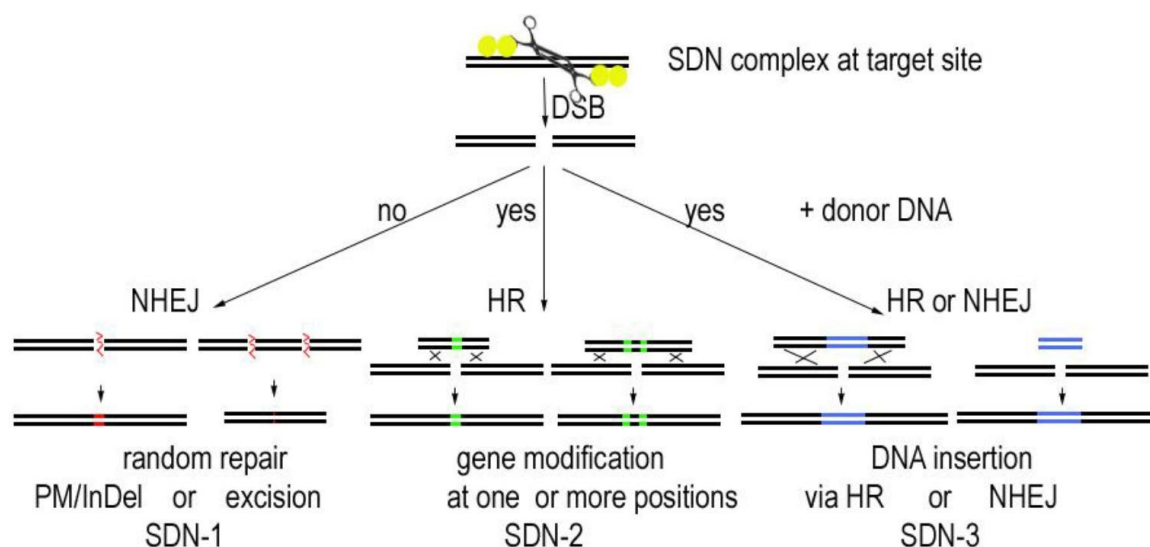 SDN complex at target site
DSB
no yes yes + donor DNA
NHEJ HR HR or NHEJ
random repair gene modification DNA insertion
PM/InDel or excision at one or more positions via HR or NHEJ
SDN-1 SDN-2 SDN-3